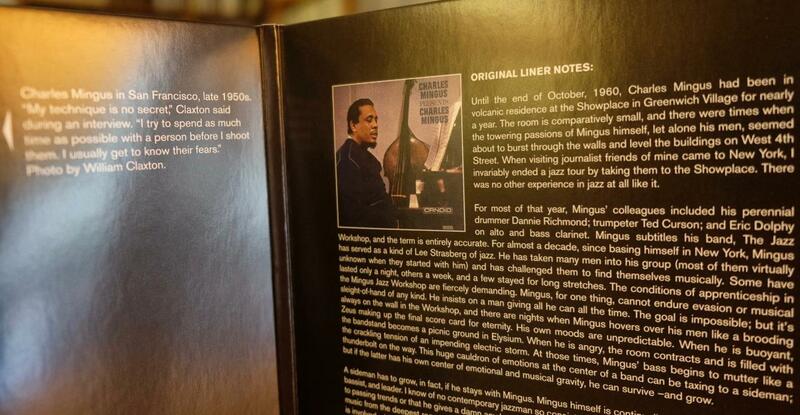 Charles Mingus in San Francisco, late 1950s.
"My technique is no secret," Claxton said
during an interview. "I try to spend as much
time as possible with a person before I shoot
them. I usually get to know their fears."
Photo by William Claxton.
CHARLES
MINGUS
PRESENTS
CHARLES
MINGUS
CANDID
ORIGINAL LINER NOTES:
Until the end of October, 1960, Charles Mingus had been in
volcanic residence at the Showplace in Greenwich Village for nearly
a year. The room is comparatively small, and there were times when
the towering passions of Mingus himself, let alone his men, seemed
about to burst through the walls and level the buildings on West 4th
Street. When visiting journalist friends of mine came to New York, I
invariably ended a jazz tour by taking them to the Showplace. There
was no other experience in jazz at all like it.
For most of that year, Mingus' colleagues included his perennial
drummer Dannie Richmond; trumpeter Ted Curson; and Eric Dolphy
on alto and bass clarinet. Mingus subtitles his band, The Jazz
Workshop, and the term is entirely accurate. For almost a decade, since basing himself in New York, Mingus
has served as a kind of Lee Strasberg of jazz. He has taken many men into his group (most of them virtually
unknown when they started with him) and has challenged them to find themselves musically. Some have
lasted only a night, others a week, and a few stayed for long stretches. The conditions of apprenticeship in
the Mingus Jazz Workshop are fiercely demanding. Mingus, for one thing, cannot endure evasion or musical
sleight-of-hand of any kind. He insists on a man giving all he can all the time. The goal is impossible; but it's
always on the wall in the Workshop, and there are nights when Mingus hovers over his men like a brooding
Zeus making up the final score card for eternity. His own moods are unpredictable. When he is buoyant,
the bandstand becomes a picnic ground in Elysium. When he is angry, the room contracts and is filled with
the crackling tension of an impending electric storm. At those times, Mingus' bass begins to mutter like a
thunderbolt on the way. This huge cauldron of emotions at the center of a band can be taxing to a sideman;
but if the latter has his own center of emotional and musical gravity, he can survive –and grow.
A sideman has to grow, in fact, if he stays with Mingus. Mingus himself is
bassist, and leader. I know of no contemporary jazzman so
to passing trends or that he gives a damn
music from the deepest